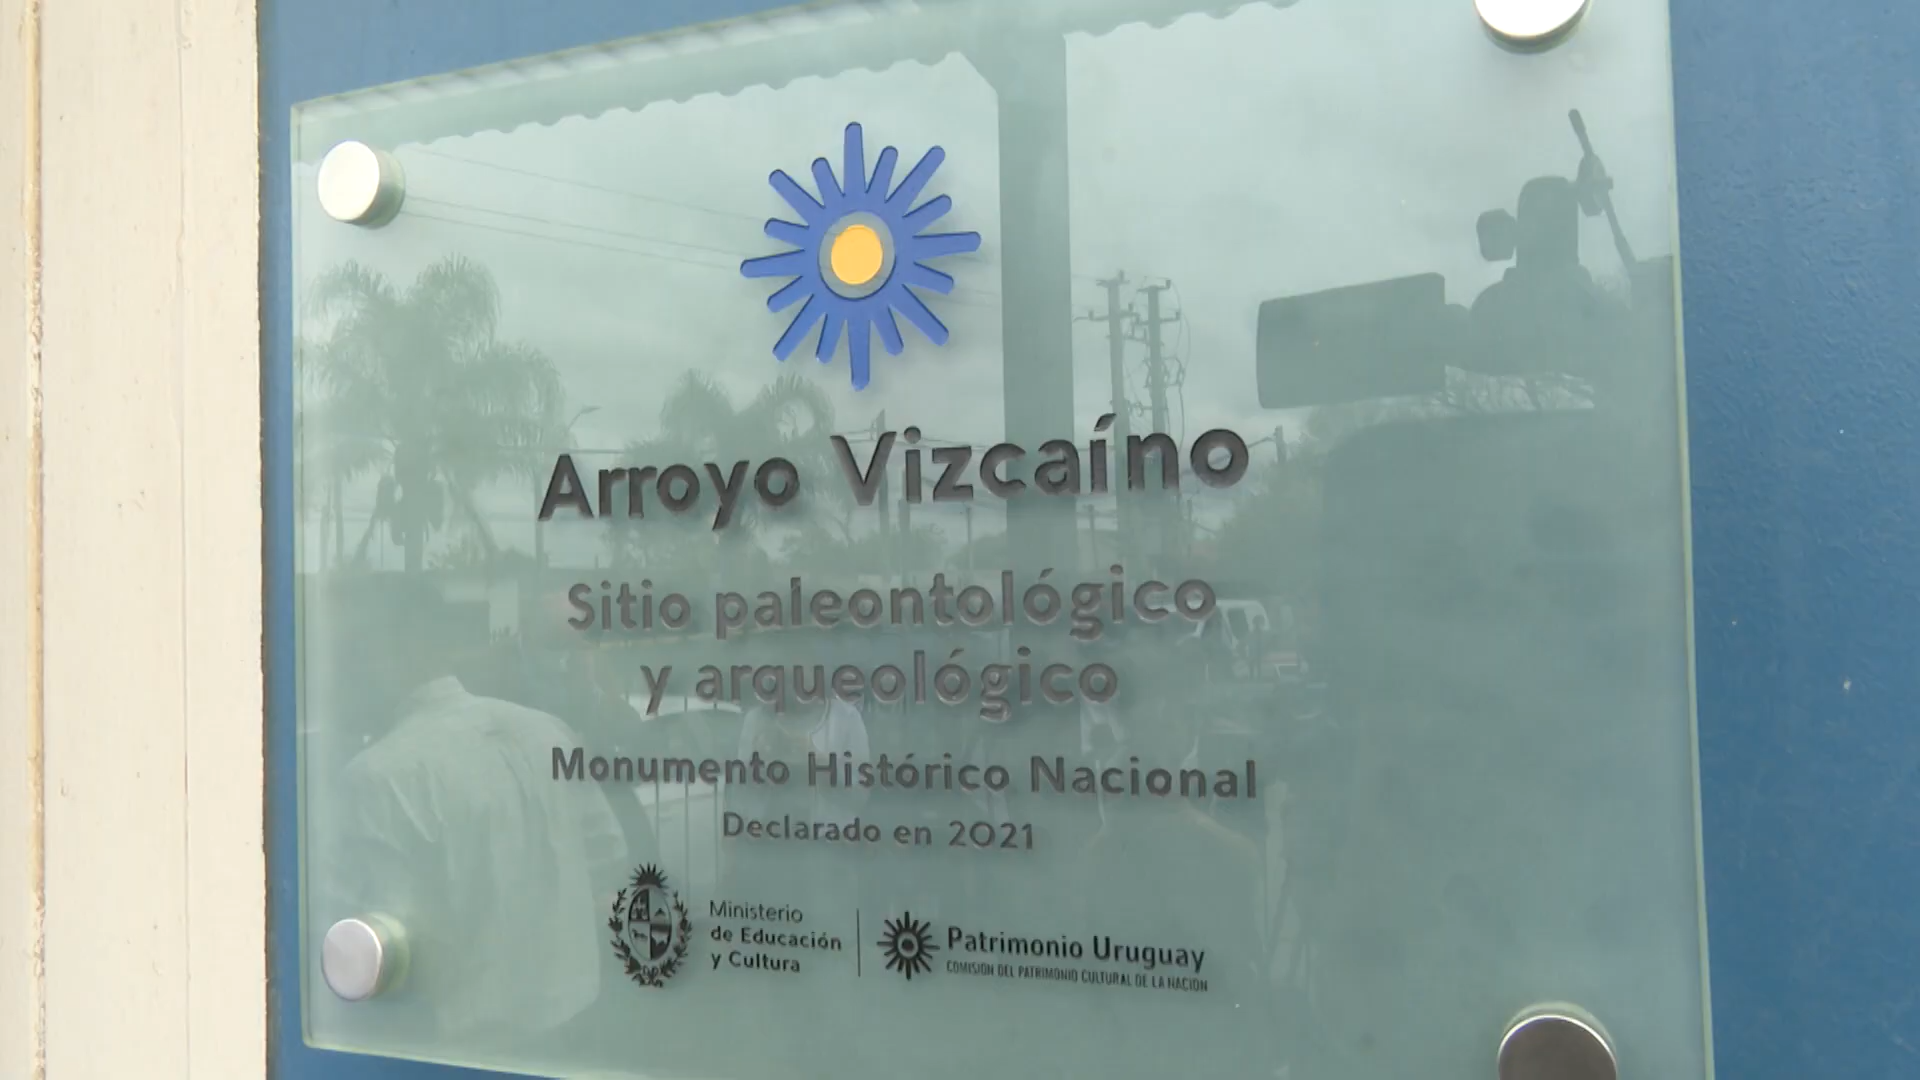 Arroyo Vizcaíno
Sitio paleontológico
y arqueológico
Monumento Histórico Nacional
Declarado en 2021
Ministerio
de Educación
y Cultura
Patrimonio Uruguay
COMISIÓN DEL PATRIMONIO CULTURAL DE LA NACIÓN